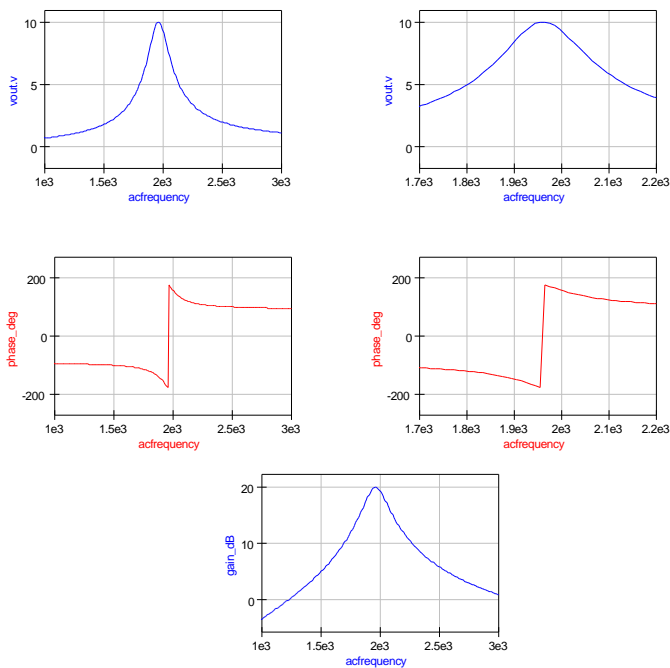 10
5
0
vout.v
1e3
1.5e3
2e3
2.5e3
3e3
acfrequency
10
5
0
vout.v
1.7e3
1.8e3
1.9e3
2e3
2.1e3
2.2e3
acfrequency
200
0
-200
phase_deg
1e3
1.5e3
2e3
2.5e3
3e3
acfrequency
200
0
-200
phase_deg
1.7e3
1.8e3
1.9e3
2e3
2.1e3
2.2e3
acfrequency
20
10
0
gain_dB
1e3
1.5e3
2e3
2.5e3
3e3
acfrequency